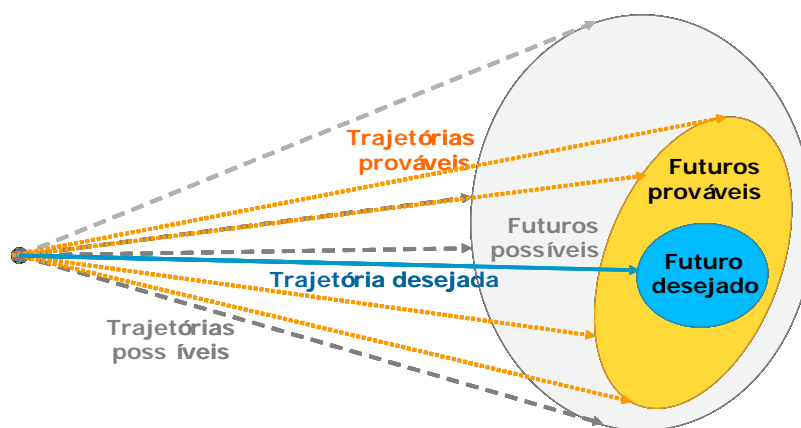 Trajetórias
prováveis
Futuros
prováveis
Futuros
possíveis
Futuro
desejado
Trajetória desejada
Trajetórias
poss íveis